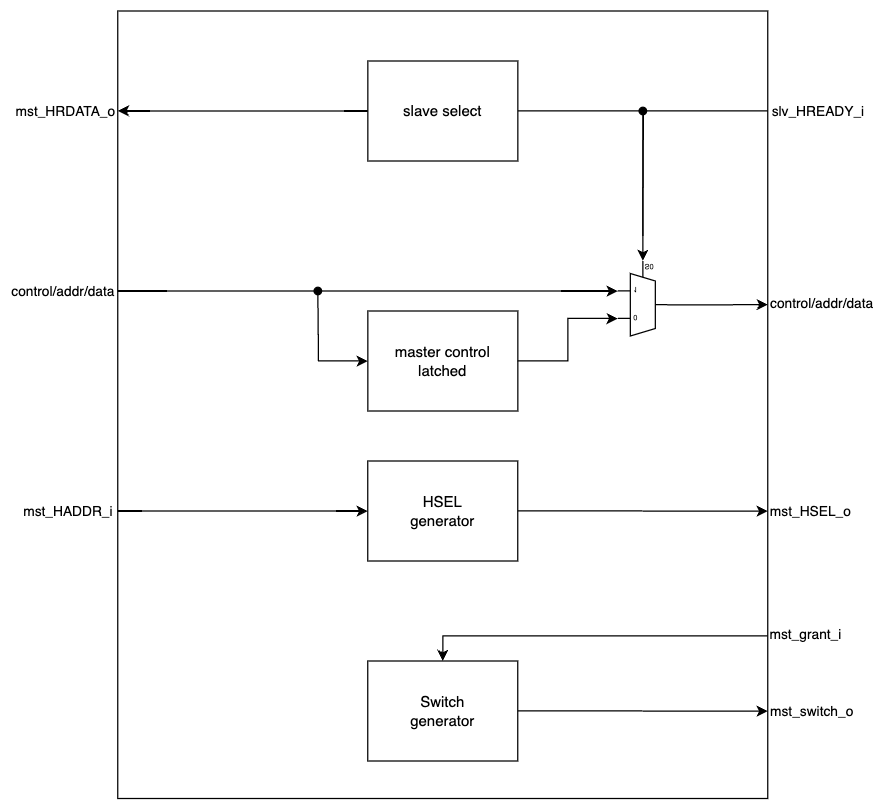 mst_HRDATA_o
slave select
slv_HREADY_i
S0
control/addr/data
1
control/addr/data
0
master control
latched
mst_HADDR_i
HSEL
generator
mst_HSEL_o
mst_grant_i
Switch
generator
mst_switch_o